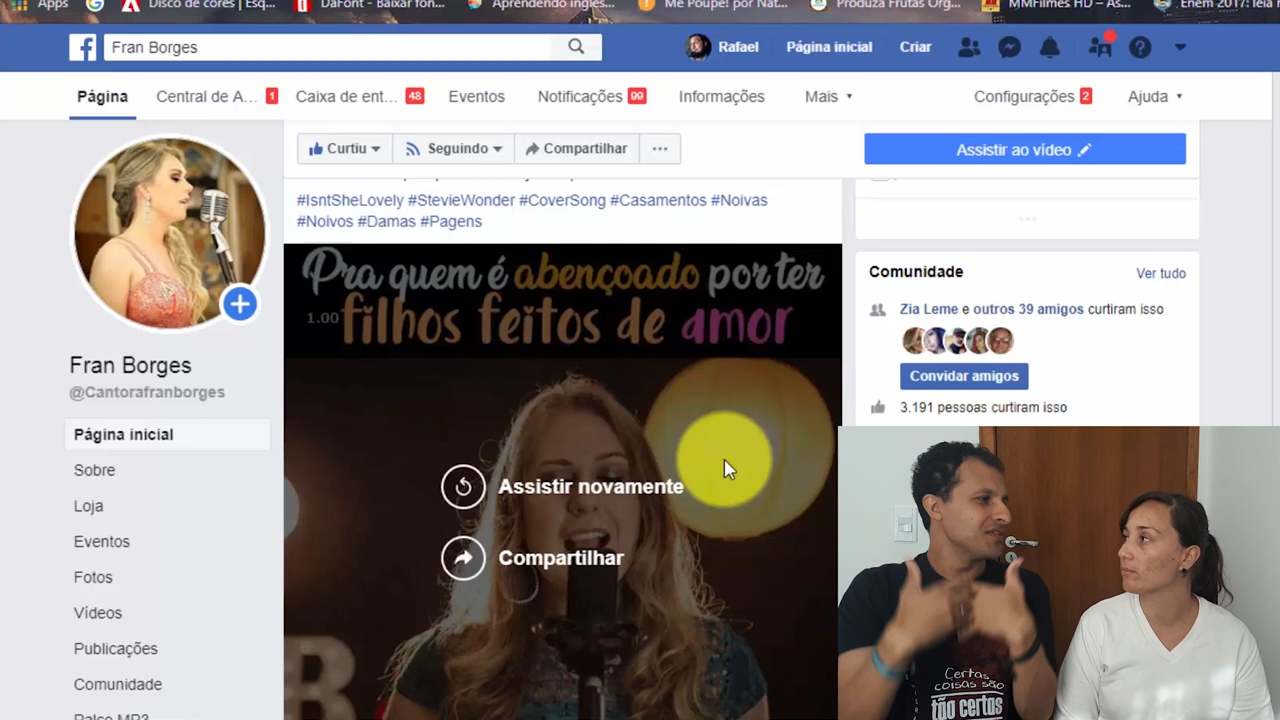 Apps
Disco de cores | Esq...
DaFont - Baixar fon...
Aprendendo inglês...
Me Poupe! por Nat...
Produza Frutas Org...
MMFilmes HD – As...
Enem 2017: leia r
Fran Borges
Rafael
Página inicial
Criar
Página
Central de A... 1
Caixa de ent... 48
Eventos
Notificações 99
Informações
Mais
Configurações 2
Ajuda
Curtiu
Seguindo
Compartilhar
...
Assistir ao vídeo
#IsntSheLovely #StevieWonder #CoverSong #Casamentos #Noivas
#Noivos #Damas #Pagens
Pra quem é abençoado por ter
1.00
filhos feitos de amor
Assistir novamente
Compartilhar
Fran Borges
@Cantorafranborges
Página inicial
Sobre
Loja
Eventos
Fotos
Vídeos
Publicações
Comunidade
Palco MP3
Comunidade
Ver tudo
Zia Leme e outros 39 amigos curtiram isso
Convidar amigos
3.191 pessoas curtiram isso
Certas
coisas são
tão certas